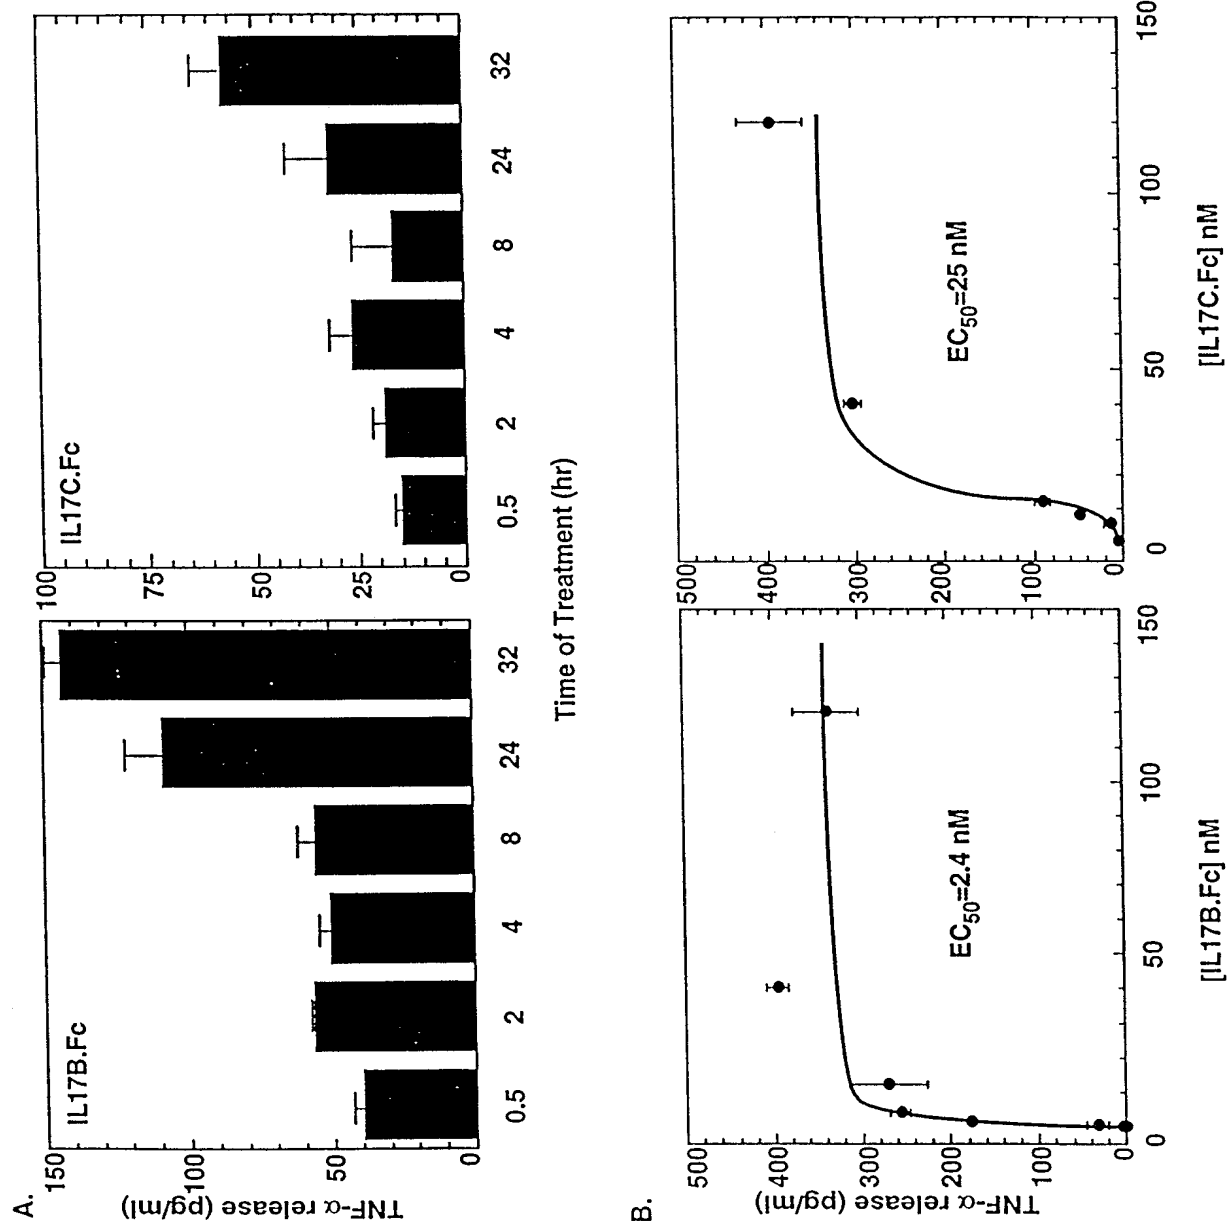 A.
TNF-α release (pg/ml)
150
100
50
0
IL17B.Fc
0.5 2 4 8 24 32
100
75
50
25
0
IL17C.Fc
0.5 2 4 8 24 32
Time of Treatment (hr)
B.
TNF-α release (pg/ml)
500
400
300
200
100
0
EC50=2.4 nM
0 50 100 150
[IL17B.Fc] nM
500
400
300
200
100
0
EC50=25 nM
0 50 100 150
[IL17C.Fc] nM